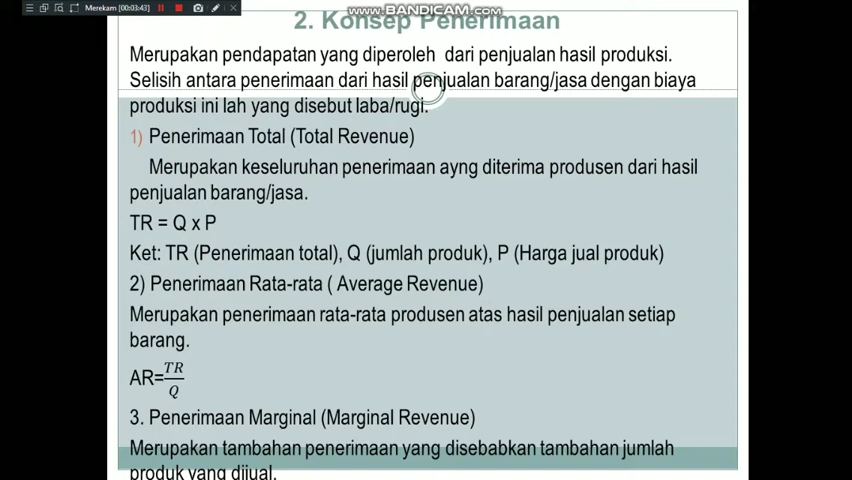 Merekam [00:03:43]
www.BANDICAM.com
2. Konsep Penerimaan
Merupakan pendapatan yang diperoleh dari penjualan hasil produksi.
Selisih antara penerimaan dari hasil penjualan barang/jasa dengan biaya
produksi ini lah yang disebut laba/rugi.
1) Penerimaan Total (Total Revenue)
Merupakan keseluruhan penerimaan ayng diterima produsen dari hasil
penjualan barang/jasa.
TR = Q x P
Ket: TR (Penerimaan total), Q (jumlah produk), P (Harga jual produk)
2) Penerimaan Rata-rata ( Average Revenue)
Merupakan penerimaan rata-rata produsen atas hasil penjualan setiap
barang.
AR=TR/Q
3. Penerimaan Marginal (Marginal Revenue)
Merupakan tambahan penerimaan yang disebabkan tambahan jumlah
produk yang dijual.